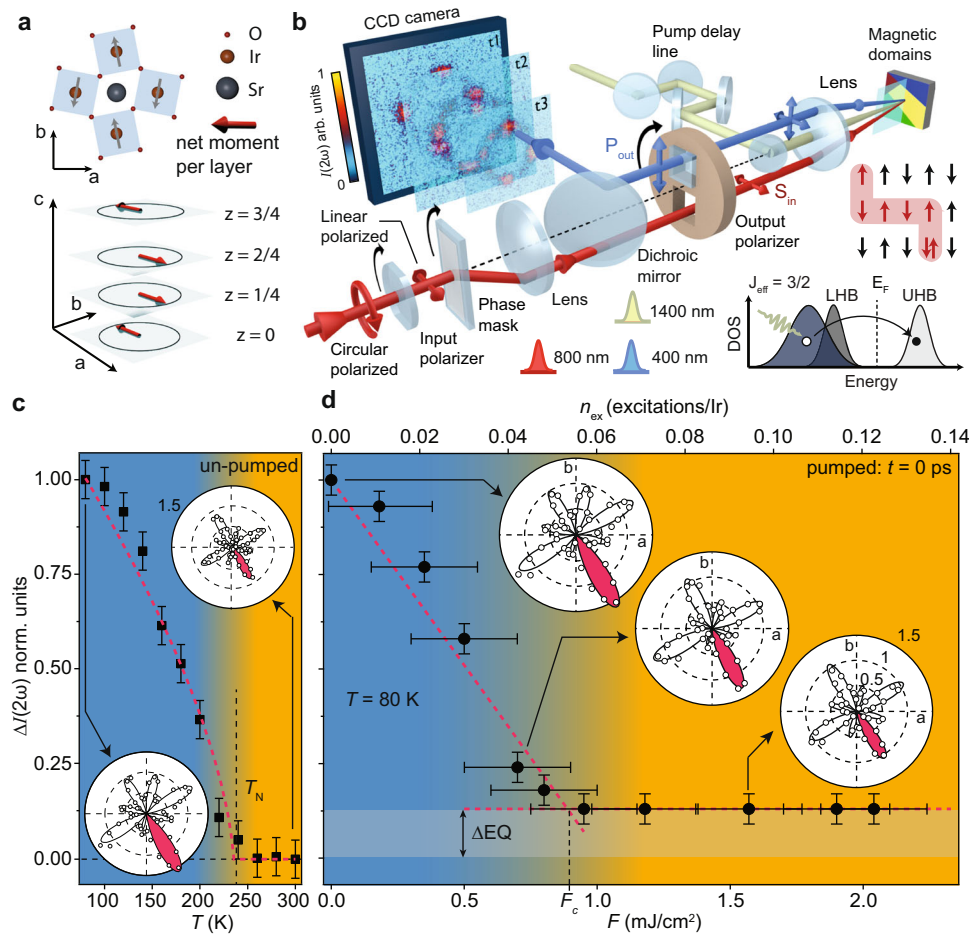 a
O
Ir
Sr
net moment
per layer
b
a
c
z = 3/4
z = 2/4
b
z = 1/4
a
z = 0
b
CCD camera
I(2ω) arb. units
1
0
t1
t2
t3
Pump delay
line
Magnetic
domains
Lens
P_out
S_in
Linear
polarized
Output
polarizer
Dichroic
mirror
Lens
Phase
mask
Input
polarizer
Circular
polarized
1400 nm
800 nm
400 nm
J_eff = 3/2
LHB
E_F
UHB
DOS
Energy
c
un-pumped
1.5
ΔI(2ω) norm. units
1.00
0.75
0.50
0.25
0.00
T_N
100
150
200
250
300
T (K)
d
n_ex (excitations/Ir)
0.00
0.02
0.04
0.06
0.08
0.10
0.12
0.14
pumped: t = 0 ps
b
a
b
a
1.5
b
1
0.5
a
T = 80 K
ΔEQ
F_c
0
0.5
1.0
1.5
2.0
F (mJ/cm²)